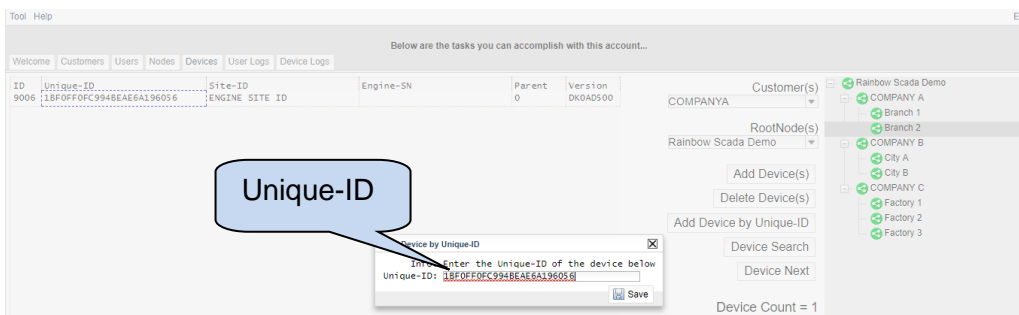 Tool Help E
Below are the tasks you can accomplish with this account...
Welcome Customers Users Nodes Devices User Logs Device Logs
ID Unique-ID Site-ID Engine-SN Parent Version
9006 1BF0FF0FC994BEAE6A196056 ENGINE SITE ID 0 DK0AD500
Customer(s)
COMPANYA
RootNode(s)
Rainbow Scada Demo
Add Device(s)
Delete Device(s)
Add Device by Unique-ID
Device Search
Device Next
Device Count = 1
Rainbow Scada Demo
COMPANY A
Branch 1
Branch 2
COMPANY B
City A
City B
COMPANY C
Factory 1
Factory 2
Factory 3
Unique-ID
Device by Unique-ID
Enter the Unique-ID of the device below
Unique-ID: 1BF0FF0FC994BEAE6A196056
Save